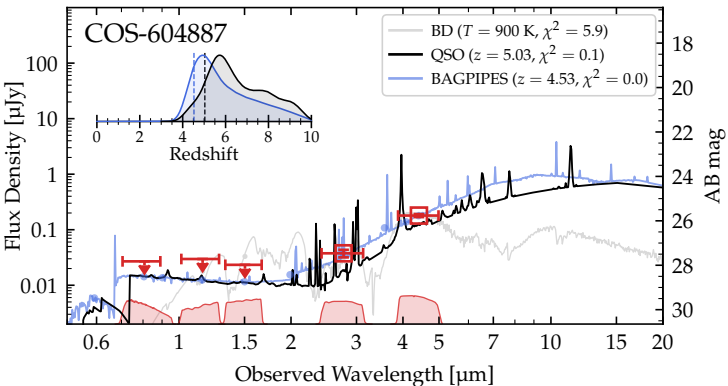 COS-604887
BD (T = 900 K, χ² = 5.9)
QSO (z = 5.03, χ² = 0.1)
BAGPIPES (z = 4.53, χ² = 0.0)
0 2 4 6 8 10
Redshift
100
10
1
0.1
0.01
Flux Density [μJy]
18
20
22
24
26
28
30
AB mag
0.6 1 2 3 4 5 10 15 20
Observed Wavelength [μm]